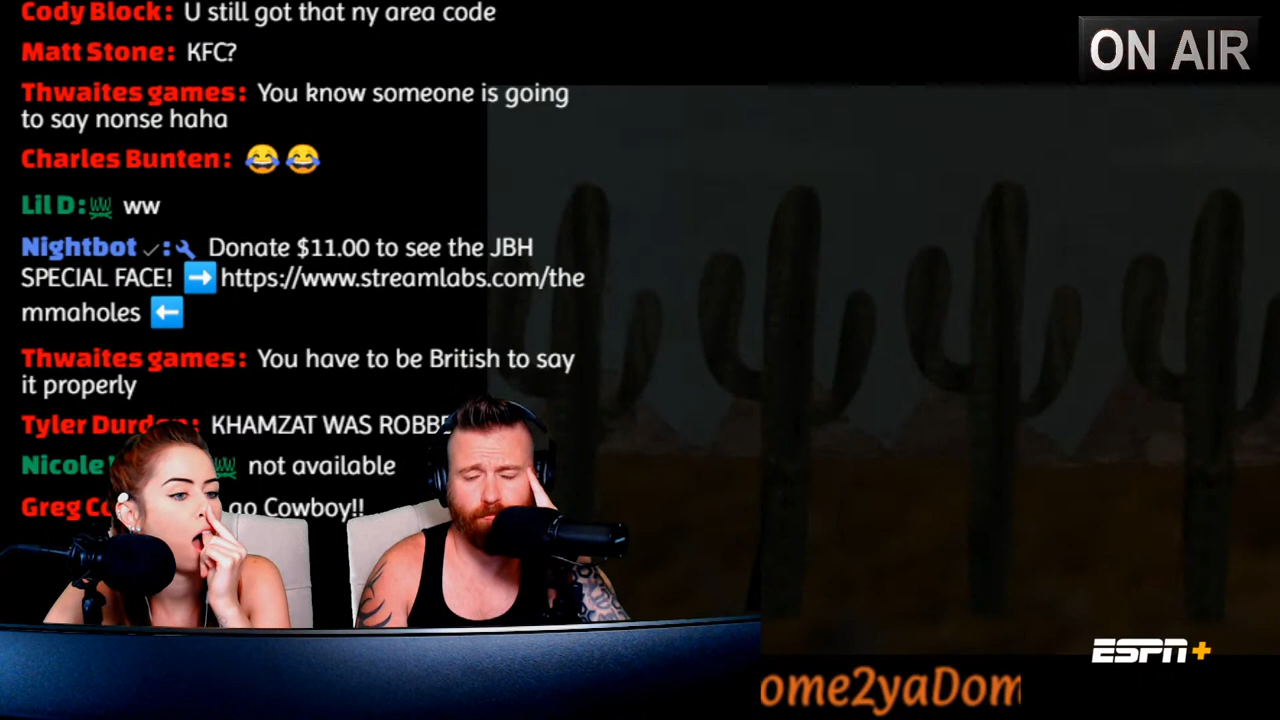 Cody Block: U still got that ny area code
ON AIR
Matt Stone: KFC?
Thwaites games: You know someone is going
to say nonse haha
Charles Bunten: 😂😂
Lil D: ww
Nightbot ✓: Donate $11.00 to see the JBH
SPECIAL FACE! ➡️ https://www.streamlabs.com/the
mmaholes ⬅️
Thwaites games: You have to be British to say
it properly
Tyler KHAMZAT WAS
Nicole not available
Greg go Cowboy!!
ESPN+
ome2yaDom